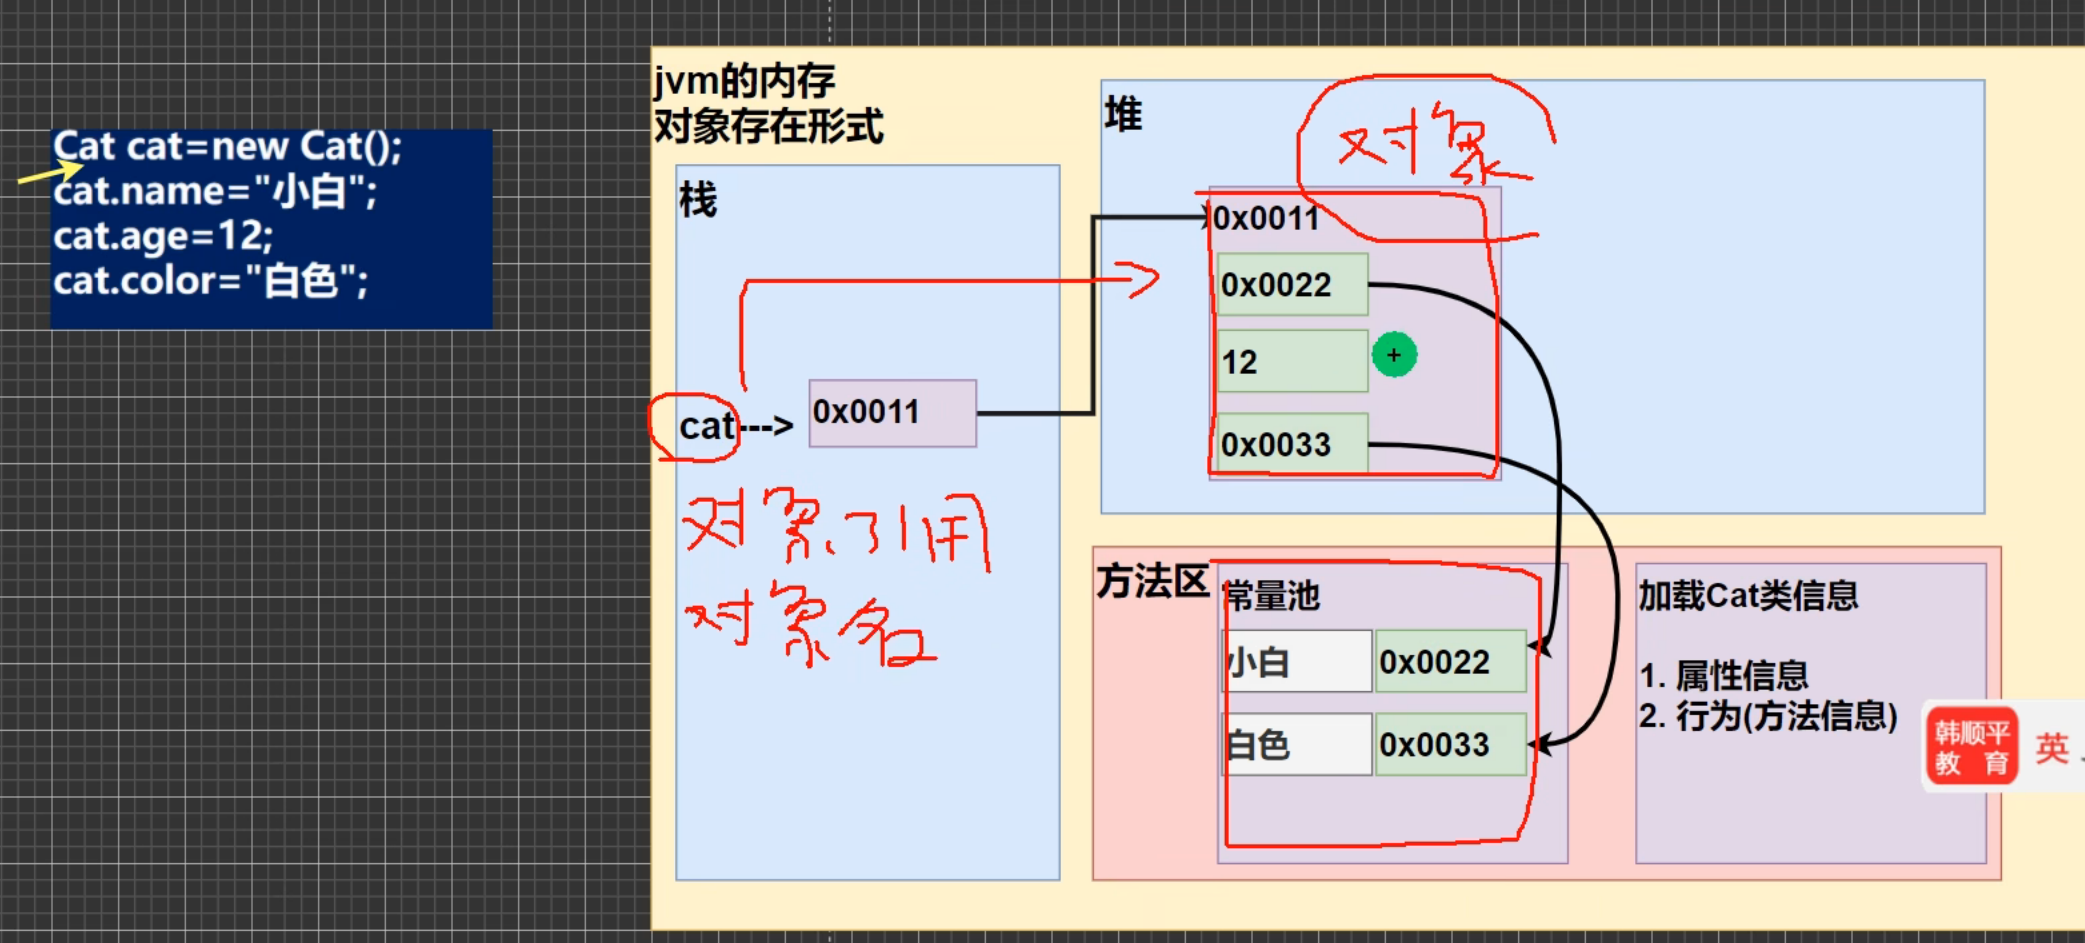 Cat cat=new Cat();
cat.name="小白";
cat.age=12;
cat.color="白色";
jvm的内存
对象存在形式
栈
cat--->
0x0011
对象引用
对象名
堆
对象
0x0011
0x0022
12
+
0x0033
方法区
常量池
小白 0x0022
白色 0x0033
加载Cat类信息
1. 属性信息
2. 行为(方法信息)
韩顺平
教 育
英